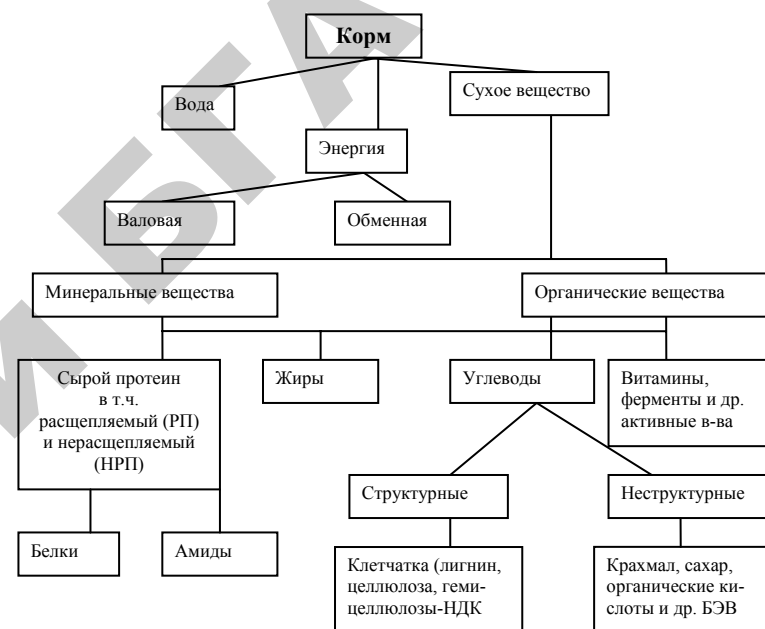 Корм
Вода
Сухое вещество
Энергия
Валовая
Обменная
Минеральные вещества
Органические вещества
Сырой протеин
в т.ч.
расщепляемый (РП)
и нерасщепляемый
(НРП)
Жиры
Углеводы
Витамины,
ферменты и др.
активные в-ва
Структурные
Неструктурные
Белки
Амиды
Клетчатка (лигнин,
целлюлоза, геми-
целлюлозы-НДК
Крахмал, сахар,
органические ки-
слоты и др. БЭВ
й БГА